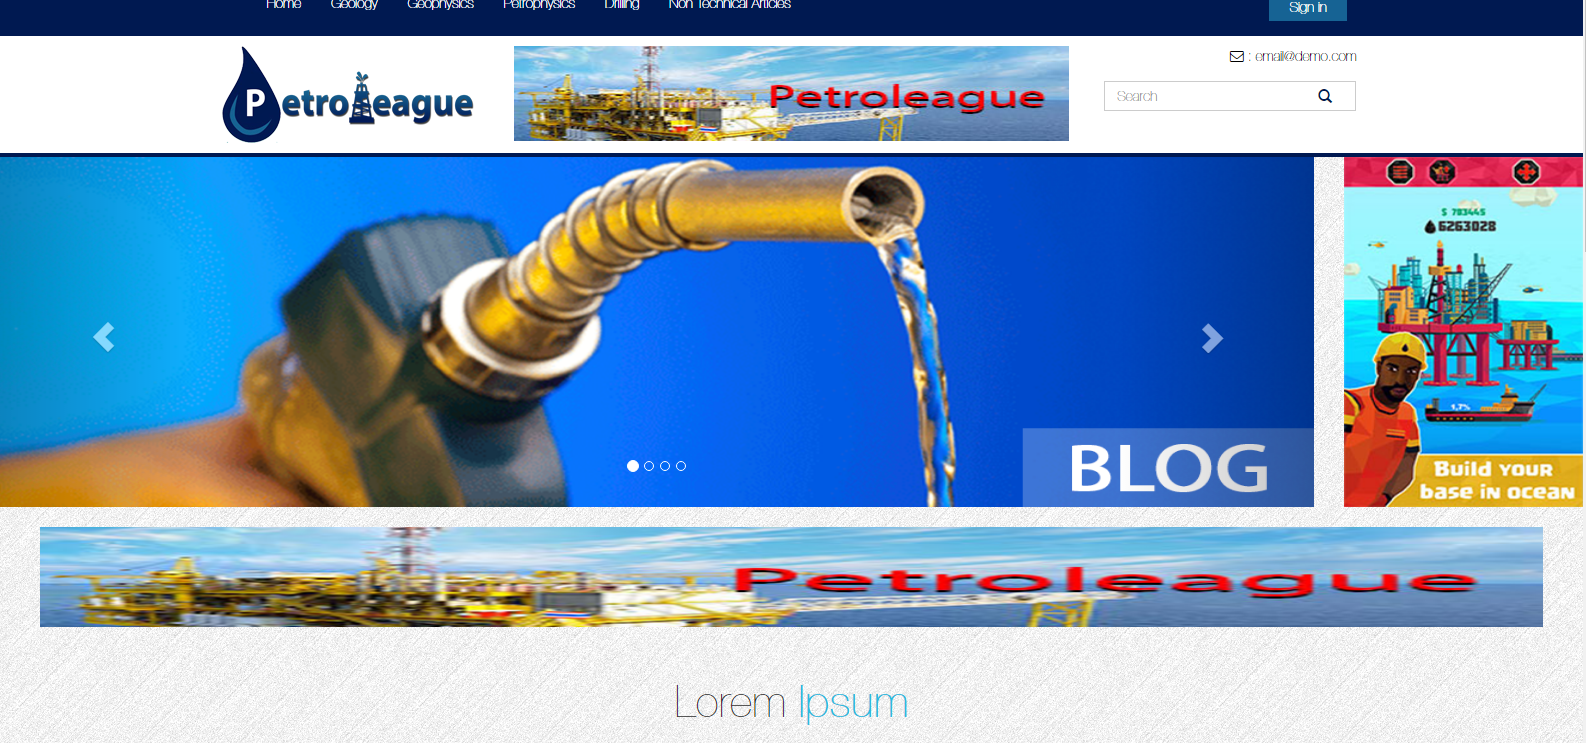 Home Geology Geophysics Petrophysics Drilling Non Technical Articles Sign In
Petroleague
Petroleague
: email@demo.com
Search
BLOG
$ 783445
6263028
Build your
base in ocean
Petroleague
Lorem Ipsum